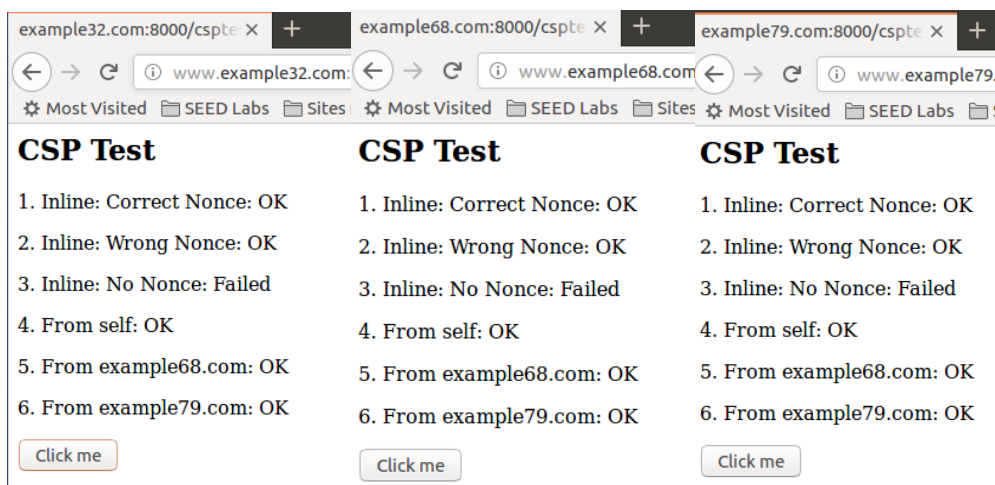 example32.com:8000/cspte
www.example32.com:
Most Visited SEED Labs Sites
CSP Test
1. Inline: Correct Nonce: OK
2. Inline: Wrong Nonce: OK
3. Inline: No Nonce: Failed
4. From self: OK
5. From example68.com: OK
6. From example79.com: OK
Click me
example68.com:8000/cspte
www.example68.com
Most Visited SEED Labs Sites
CSP Test
1. Inline: Correct Nonce: OK
2. Inline: Wrong Nonce: OK
3. Inline: No Nonce: Failed
4. From self: OK
5. From example68.com: OK
6. From example79.com: OK
Click me
example79.com:8000/cspte
www.example79.
Most Visited SEED Labs
CSP Test
1. Inline: Correct Nonce: OK
2. Inline: Wrong Nonce: OK
3. Inline: No Nonce: Failed
4. From self: OK
5. From example68.com: OK
6. From example79.com: OK
Click me